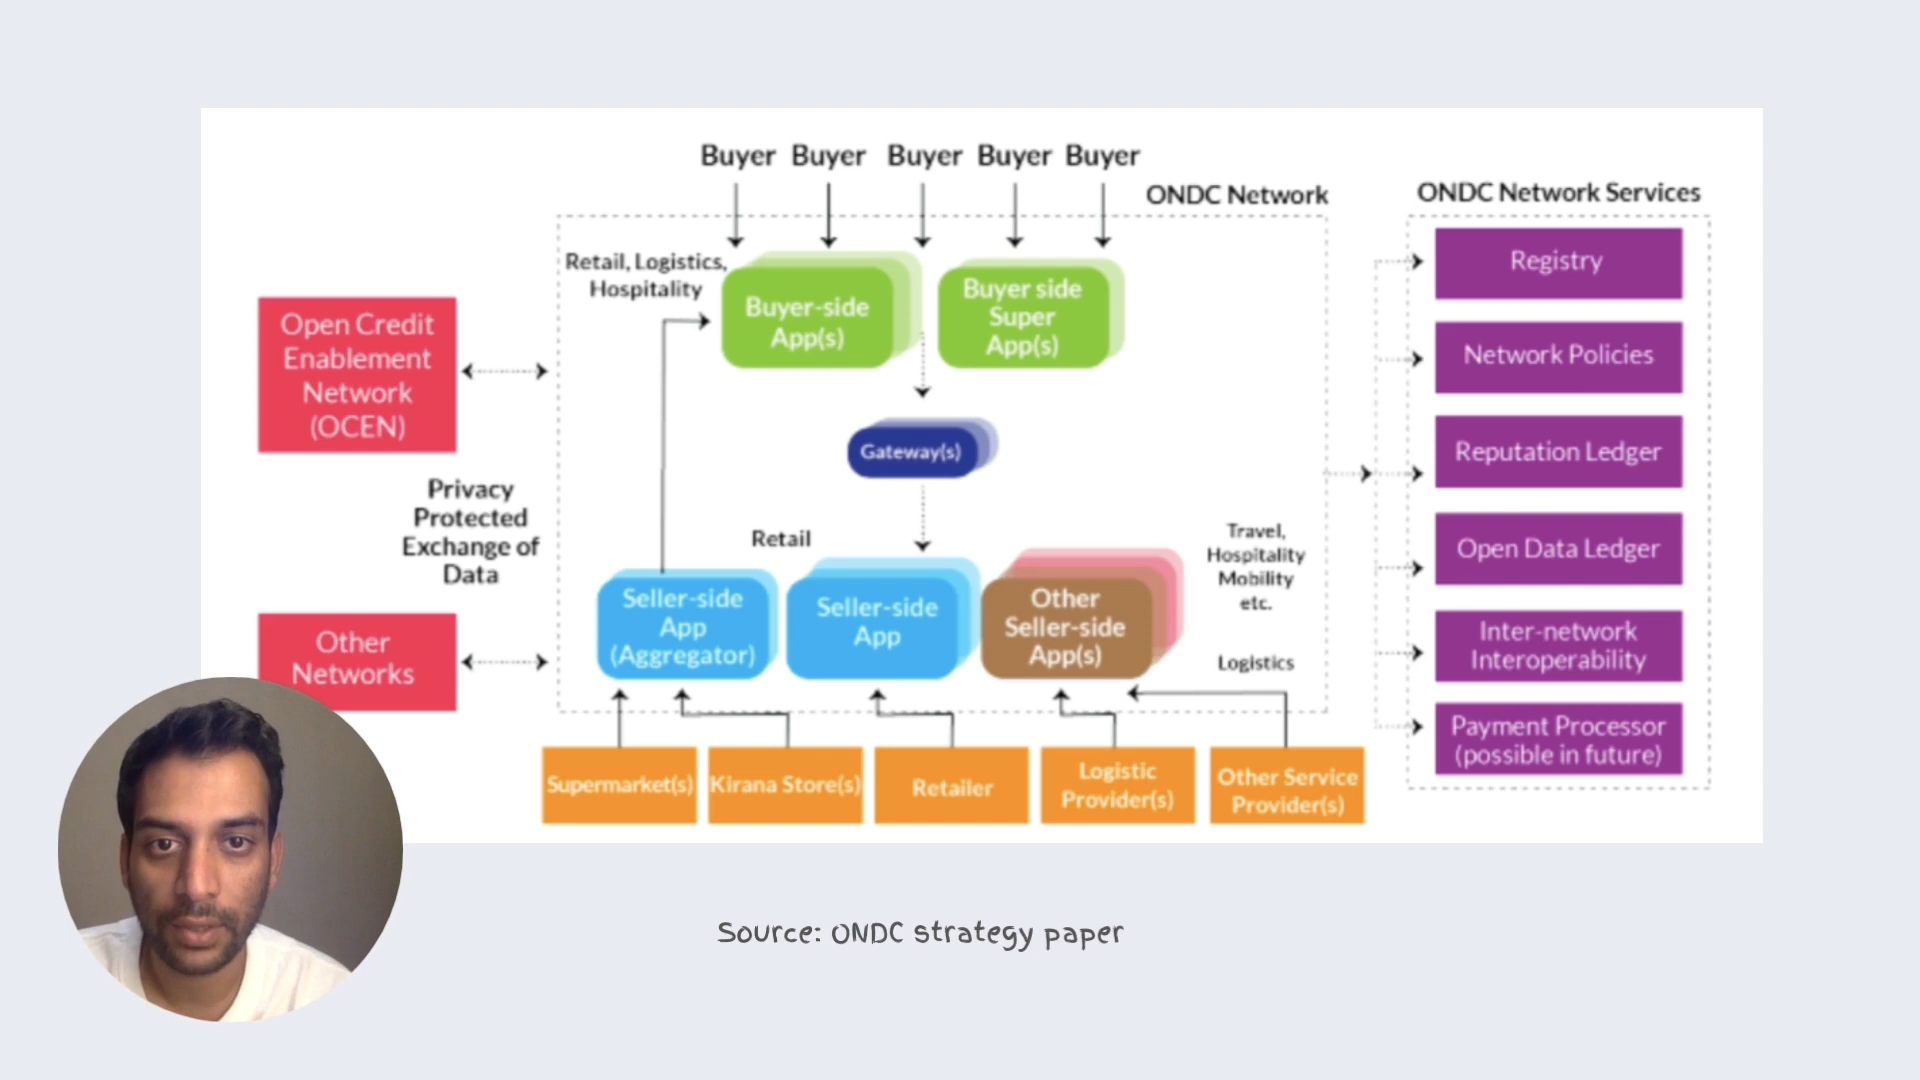 Buyer Buyer Buyer Buyer Buyer
ONDC Network
ONDC Network Services
Retail, Logistics,
Hospitality
Buyer-side
App(s)
Buyer side
Super
App(s)
Open Credit
Enablement
Network
(OCEN)
Gateway(s)
Privacy
Protected
Exchange of
Data
Retail
Travel,
Hospitality
Mobility
etc.
Seller-side
App
(Aggregator)
Seller-side
App
Other
Seller-side
App(s)
Logistics
Other
Networks
Supermarket(s)
Kirana Store(s)
Retailer
Logistic
Provider(s)
Other Service
Provider(s)
Registry
Network Policies
Reputation Ledger
Open Data Ledger
Inter-network
Interoperability
Payment Processor
(possible in future)
Source: ONDC strategy paper